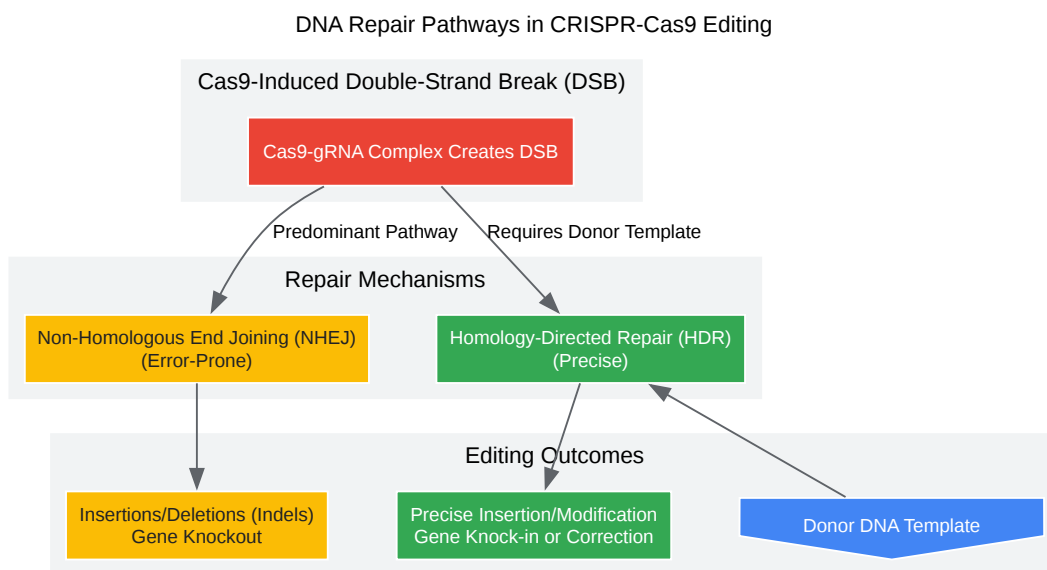 DNA Repair Pathways in CRISPR-Cas9 Editing
Cas9-Induced Double-Strand Break (DSB)
Cas9-gRNA Complex Creates DSB
Predominant Pathway
Requires Donor Template
Repair Mechanisms
Non-Homologous End Joining (NHEJ)
(Error-Prone)
Homology-Directed Repair (HDR)
(Precise)
Editing Outcomes
Insertions/Deletions (Indels)
Gene Knockout
Precise Insertion/Modification
Gene Knock-in or Correction
Donor DNA Template